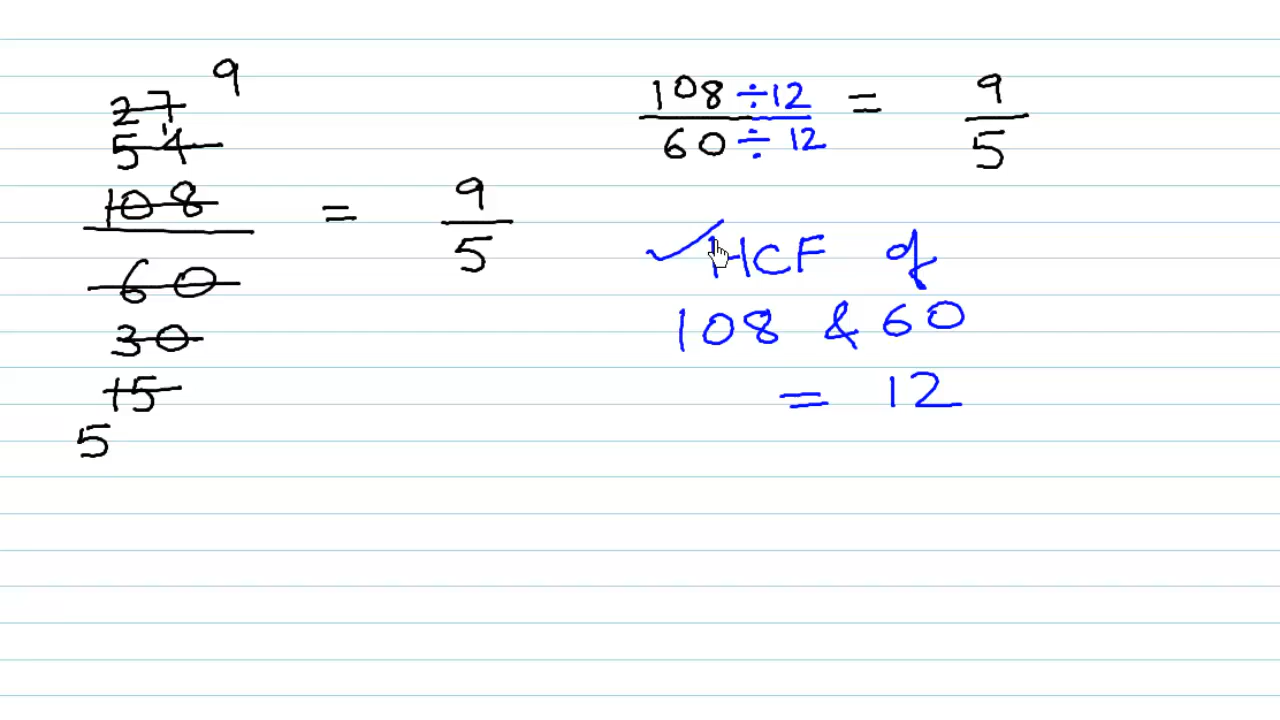 9
27
54
108 = 9/5
60
30
15
5
108 ÷ 12 / 60 ÷ 12 = 9/5
✓HCF of
108 & 60
= 12